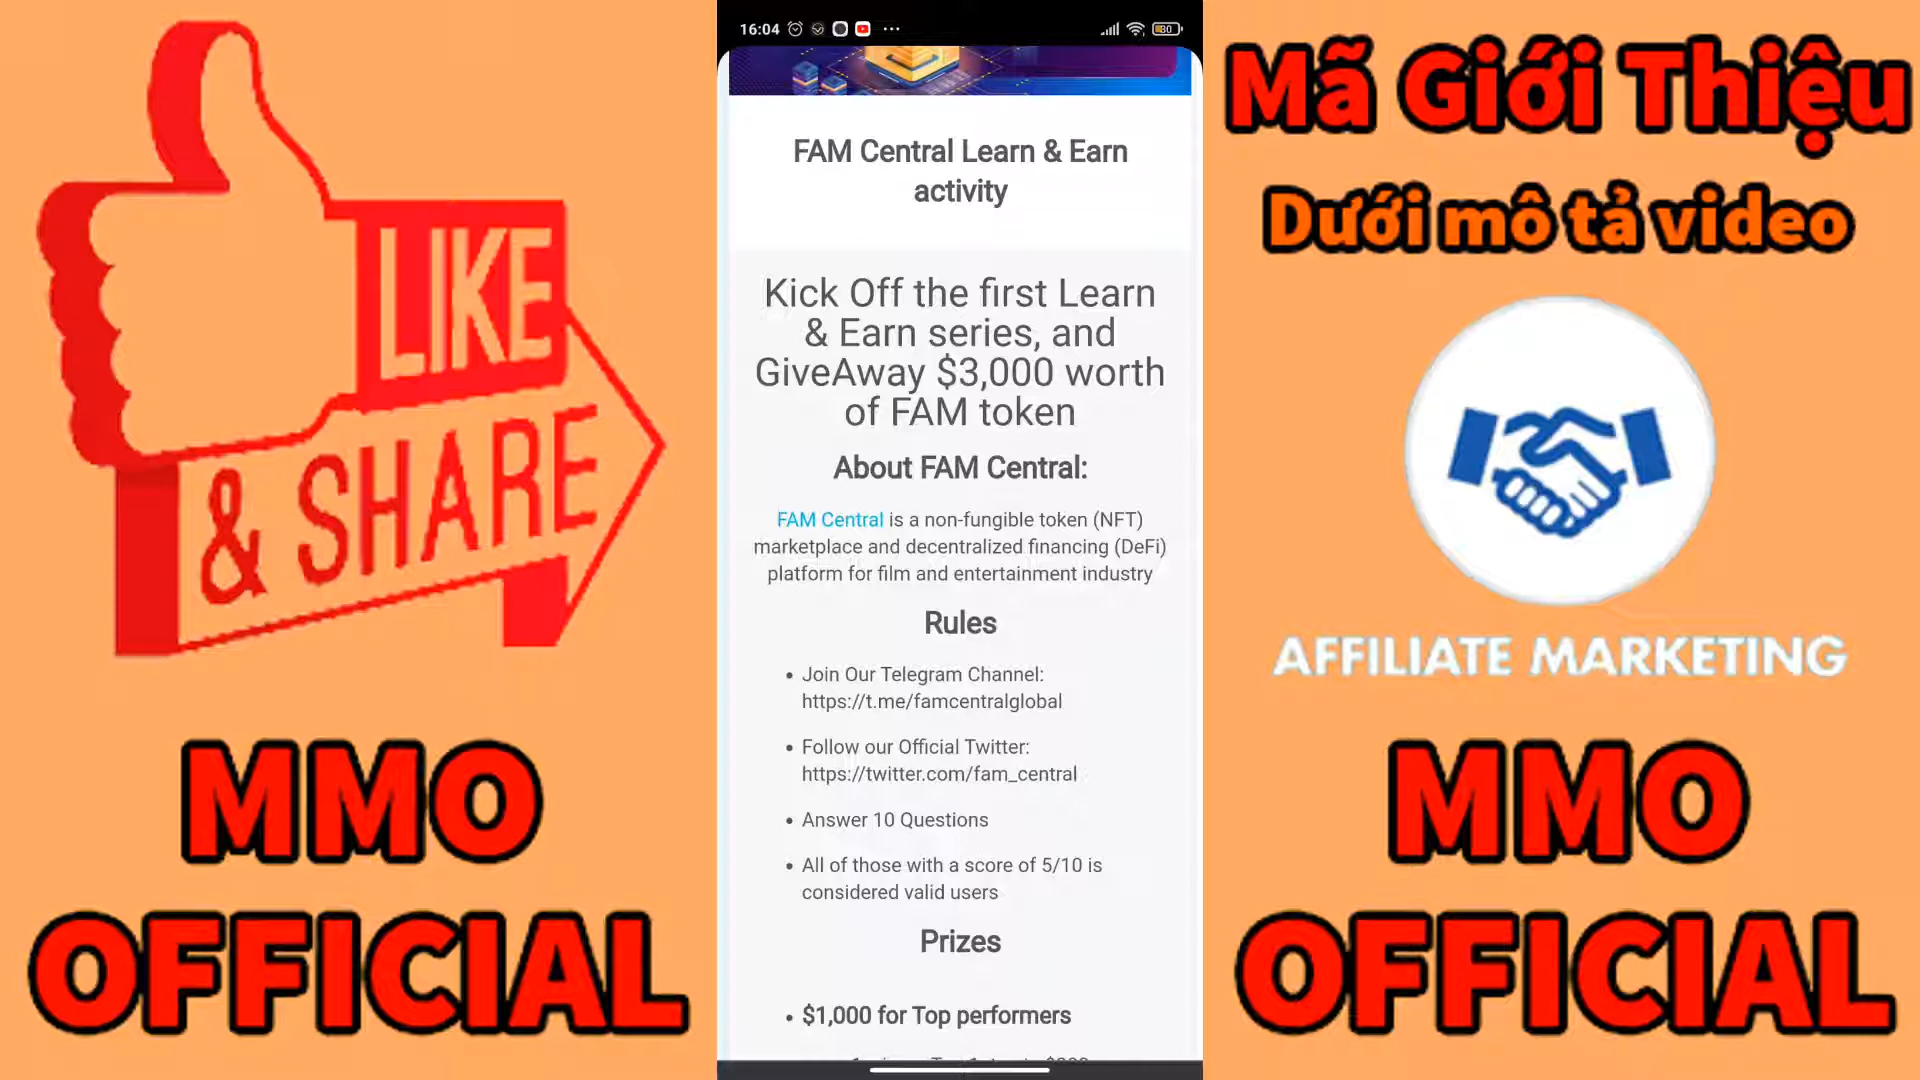 LIKE
& SHARE
MMO
OFFICIAL
16:04
80
FAM Central Learn & Earn
activity
Kick Off the first Learn
& Earn series, and
GiveAway $3,000 worth
of FAM token
About FAM Central:
FAM Central is a non-fungible token (NFT)
marketplace and decentralized financing (DeFi)
platform for film and entertainment industry
Rules
• Join Our Telegram Channel:
https://t.me/famcentralglobal
• Follow our Official Twitter:
https://twitter.com/fam_central
• Answer 10 Questions
• All of those with a score of 5/10 is
considered valid users
Prizes
• $1,000 for Top performers
Mã Giới Thiệu
Dưới mô tả video
AFFILIATE MARKETING
MMO
OFFICIAL